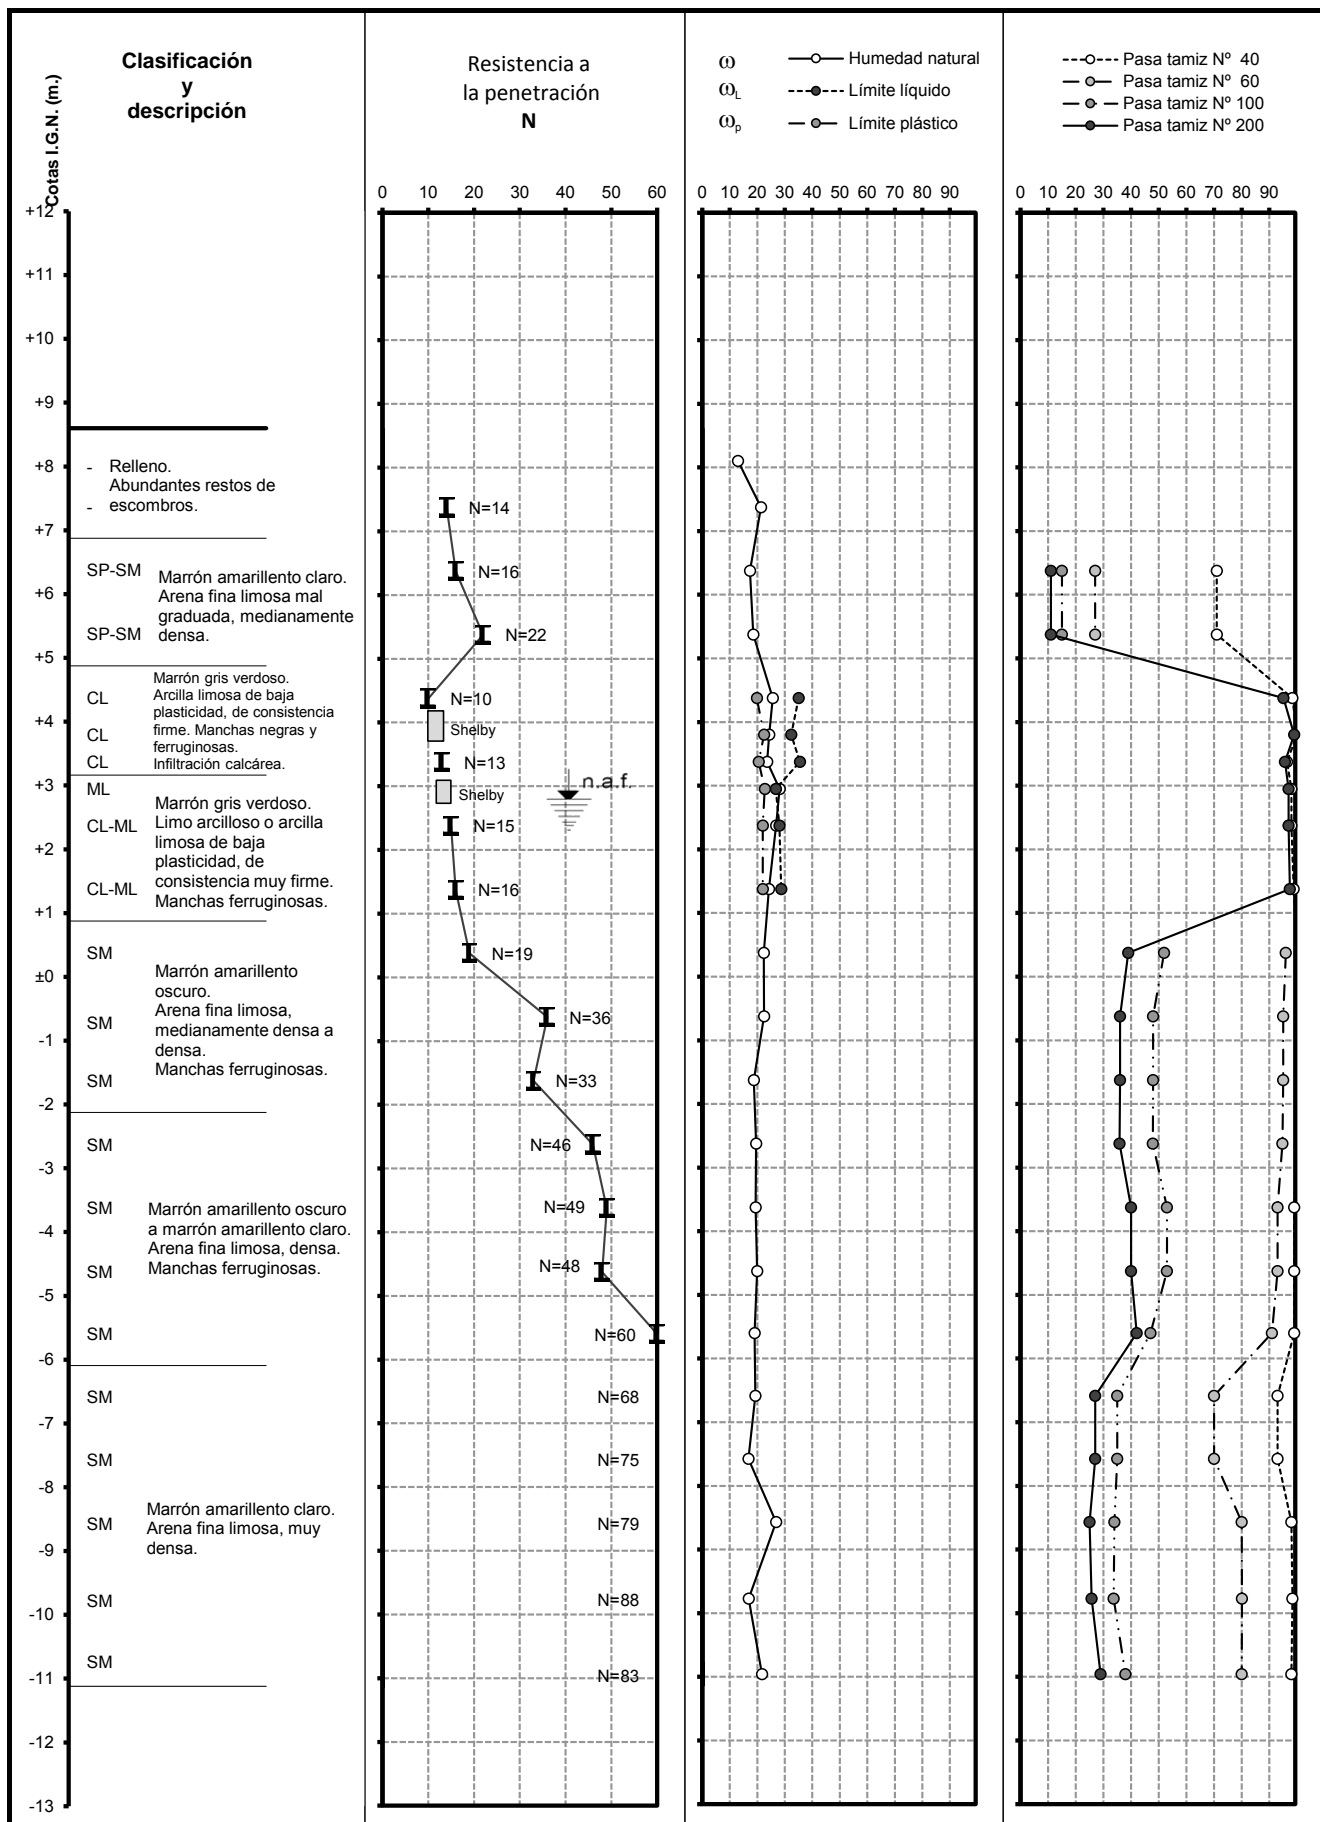 Clasificación
y
descripción
Cotas I.G.N. (m.)
Resistencia a
la penetración
N
ω Humedad natural
ωL Límite líquido
ωp Límite plástico
Pasa tamiz Nº 40
Pasa tamiz Nº 60
Pasa tamiz Nº 100
Pasa tamiz Nº 200
0 10 20 30 40 50 60
0 10 20 30 40 50 60 70 80 90
0 10 20 30 40 50 60 70 80 90
+12
+11
+10
+9
+8
+7
+6
+5
+4
+3
+2
+1
±0
-1
-2
-3
-4
-5
-6
-7
-8
-9
-10
-11
-12
-13
- Relleno.
Abundantes restos de
- escombros.
SP-SM
SP-SM
Marrón amarillento claro.
Arena fina limosa mal
graduada, medianamente
densa.
CL
CL
CL
Marrón gris verdoso.
Arcilla limosa de baja
plasticidad, de consistencia
firme. Manchas negras y
ferruginosas.
Infiltración calcárea.
ML
CL-ML
CL-ML
Marrón gris verdoso.
Limo arcilloso o arcilla
limosa de baja
plasticidad, de
consistencia muy firme.
Manchas ferruginosas.
SM
SM
SM
Marrón amarillento
oscuro.
Arena fina limosa,
medianamente densa a
densa.
Manchas ferruginosas.
SM
SM
SM
SM
Marrón amarillento oscuro
a marrón amarillento claro.
Arena fina limosa, densa.
Manchas ferruginosas.
SM
SM
SM
SM
SM
Marrón amarillento claro.
Arena fina limosa, muy
densa.
N=14
N=16
N=22
N=10
Shelby
N=13
n.a.f.
Shelby
N=15
N=16
N=19
N=36
N=33
N=46
N=49
N=48
N=60
N=68
N=75
N=79
N=88
N=83